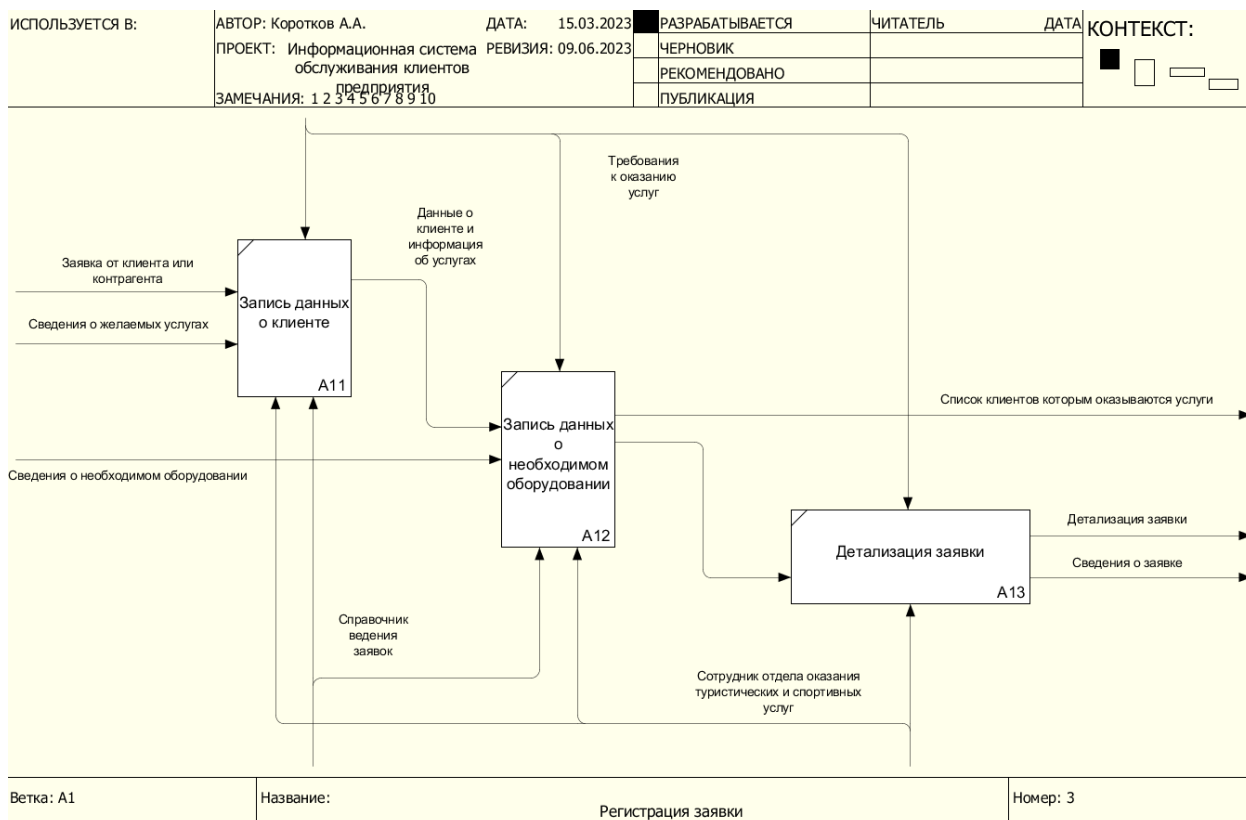 ИСПОЛЬЗУЕТСЯ В:
АВТОР: Коротков А.А.
ДАТА: 15.03.2023
РАЗРАБАТЫВАЕТСЯ
ЧИТАТЕЛЬ
ДАТА
КОНТЕКСТ:
ПРОЕКТ: Информационная система
обслуживания клиентов
предприятия
РЕВИЗИЯ: 09.06.2023
ЧЕРНОВИК
РЕКОМЕНДОВАНО
ЗАМЕЧАНИЯ: 1 2 3 4 5 6 7 8 9 10
ПУБЛИКАЦИЯ
Требования
к оказанию
услуг
Данные о
клиенте и
информация
об услугах
Заявка от клиента или
контрагента
Сведения о желаемых услугах
Запись данных
о клиенте
A11
Запись данных
о
необходимом
оборудовании
A12
Список клиентов которым оказываются услуги
Сведения о необходимом оборудовании
Детализация заявки
A13
Детализация заявки
Сведения о заявке
Справочник
ведения
заявок
Сотрудник отдела оказания
туристических и спортивных
услуг
Ветка: A1
Название:
Регистрация заявки
Номер: 3